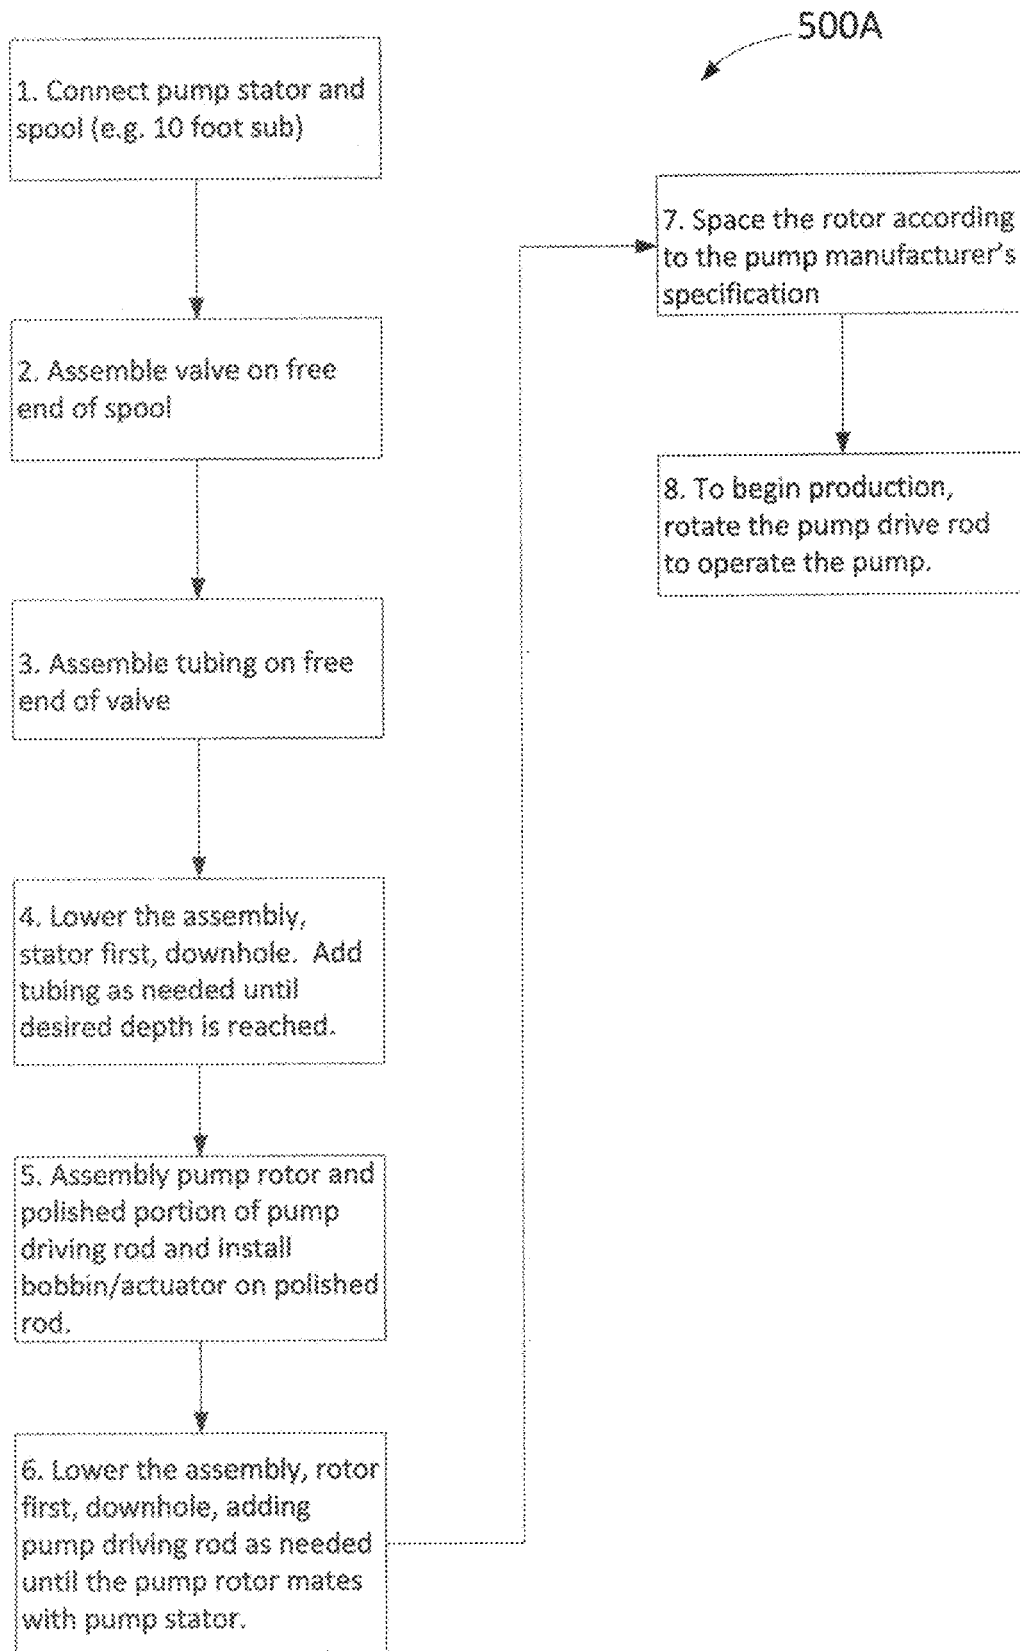 500A
1. Connect pump stator and
spool (e.g. 10 foot sub)
2. Assemble valve on free
end of spool
3. Assemble tubing on free
end of valve
4. Lower the assembly,
stator first, downhole. Add
tubing as needed until
desired depth is reached.
5. Assembly pump rotor and
polished portion of pump
driving rod and install
bobbin/actuator on polished
rod.
6. Lower the assembly, rotor
first, downhole, adding
pump driving rod as needed
until the pump rotor mates
with pump stator.
7. Space the rotor according
to the pump manufacturer's
specification
8. To begin production,
rotate the pump drive rod
to operate the pump.